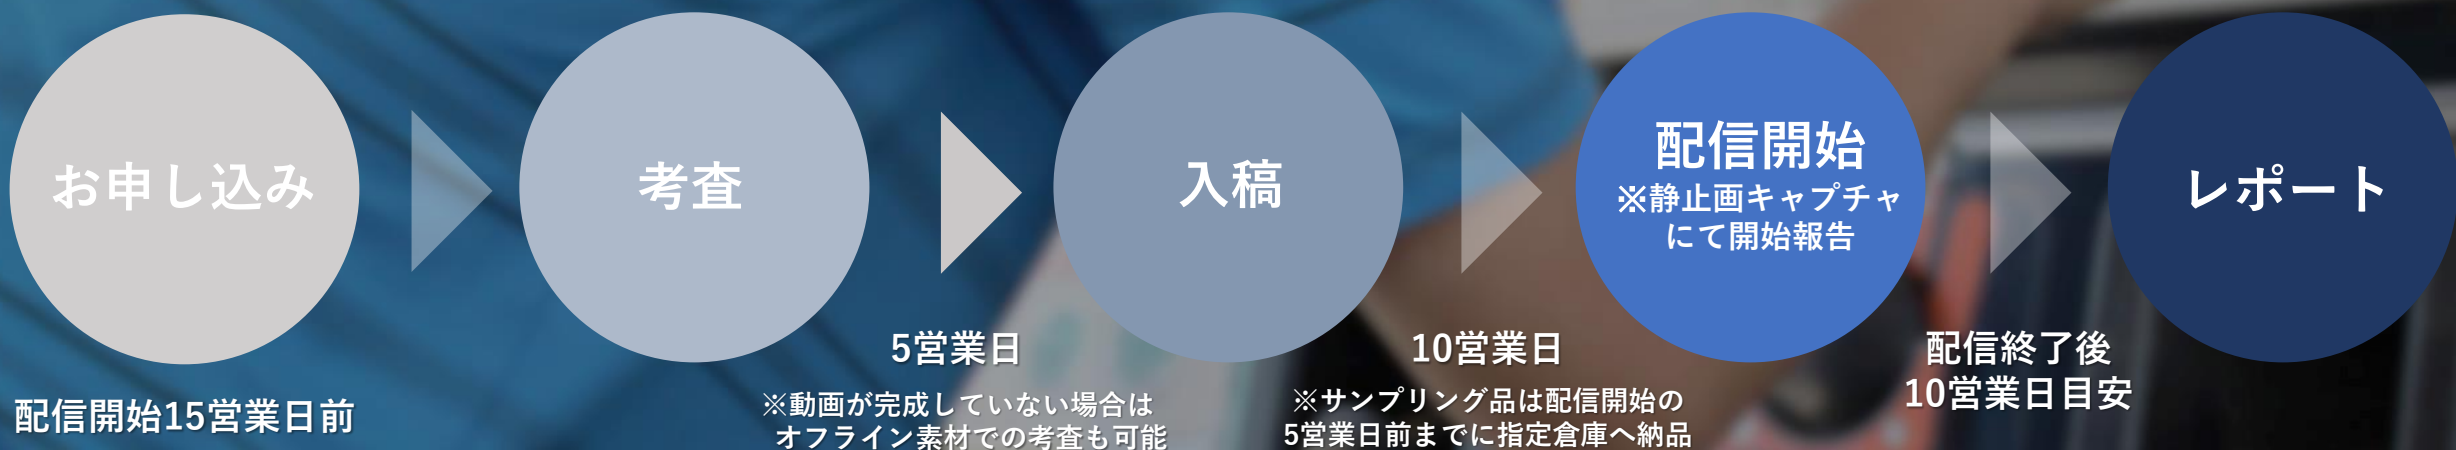 お申し込み
配信開始15営業日前
考査
5営業日
※動画が完成していない場合は
オフライン素材での考査も可能
入稿
10営業日
※サンプリング品は配信開始の
5営業日前までに指定倉庫へ納品
配信開始
※静止画キャプチャ
にて開始報告
配信終了後
10営業日目安
レポート